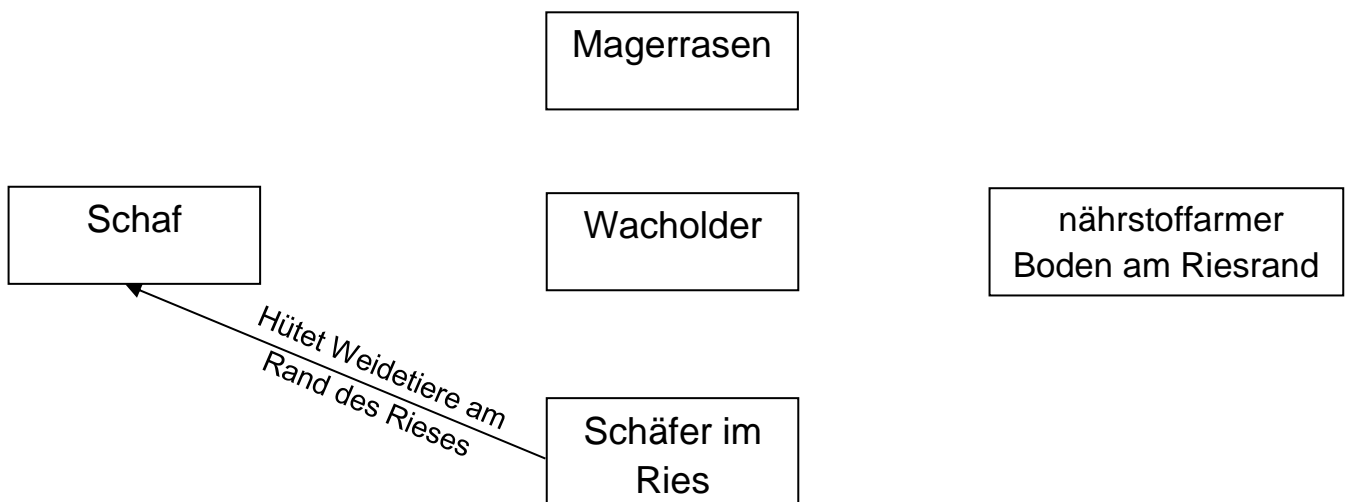 Magerrasen
Schaf
Wacholder
nährstoffarmer
Boden am Riesrand
Hütet Weidetiere am
Rand des Rieses
Schäfer im
Ries